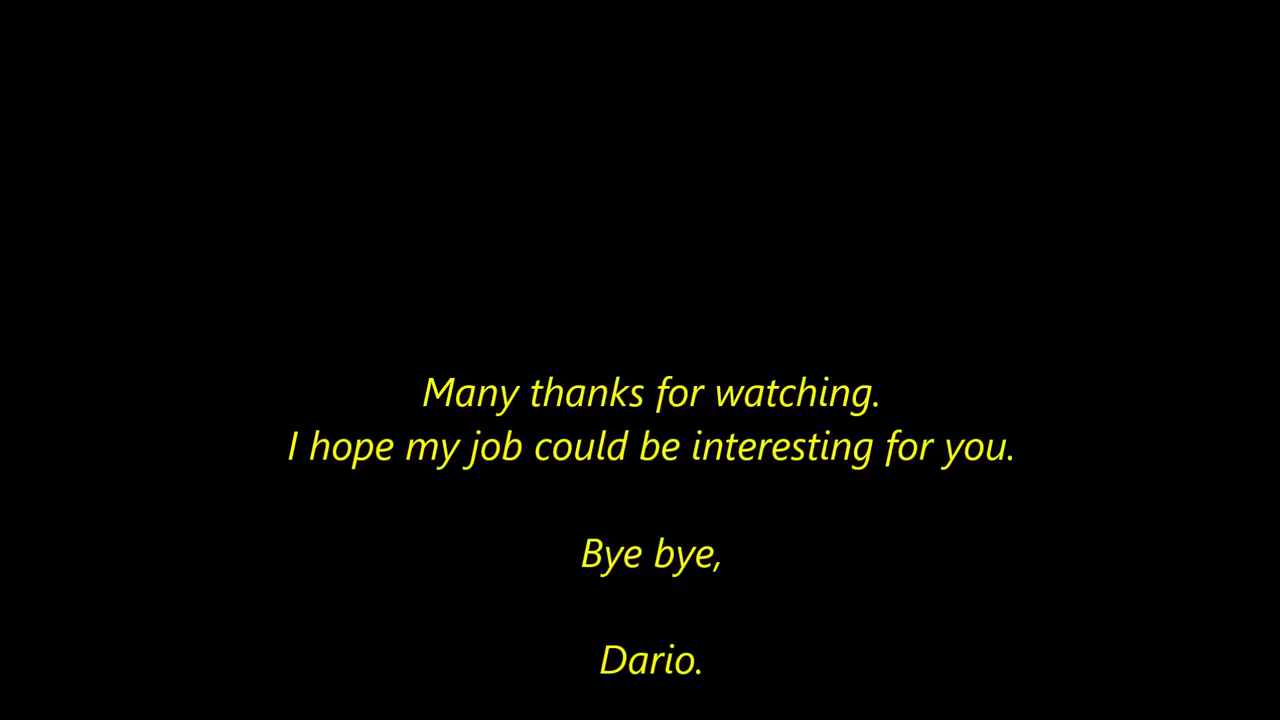 Many thanks for watching.
I hope my job could be interesting for you.
Bye bye,
Dario.